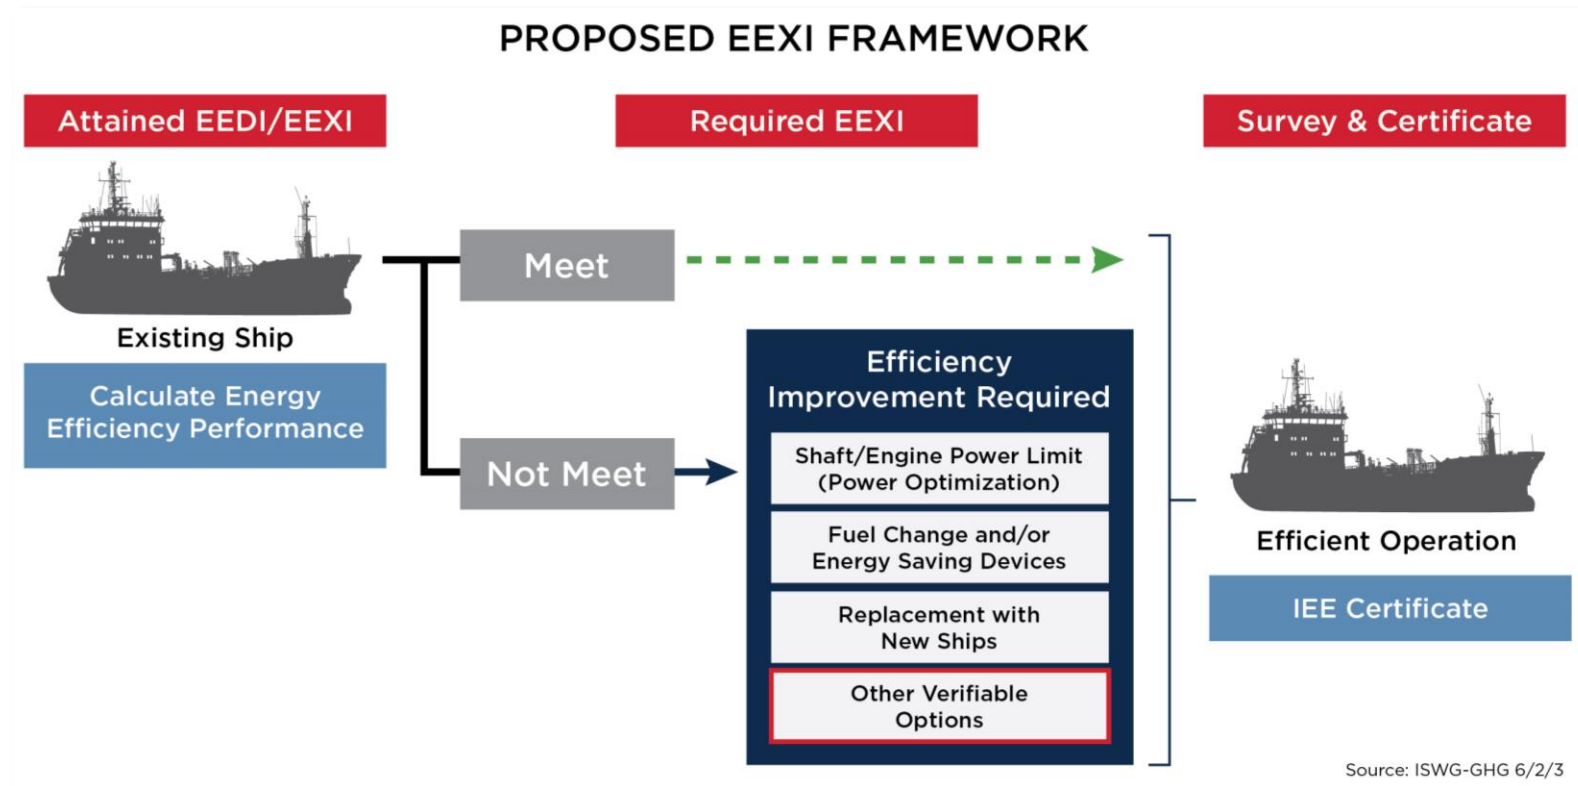 PROPOSED EEXI FRAMEWORK
Attained EEDI/EEXI
Required EEXI
Survey & Certificate
Existing Ship
Calculate Energy
Efficiency Performance
Meet
Not Meet
Efficiency
Improvement Required
Shaft/Engine Power Limit
(Power Optimization)
Fuel Change and/or
Energy Saving Devices
Replacement with
New Ships
Other Verifiable
Options
Efficient Operation
IEE Certificate
Source: ISWG-GHG 6/2/3